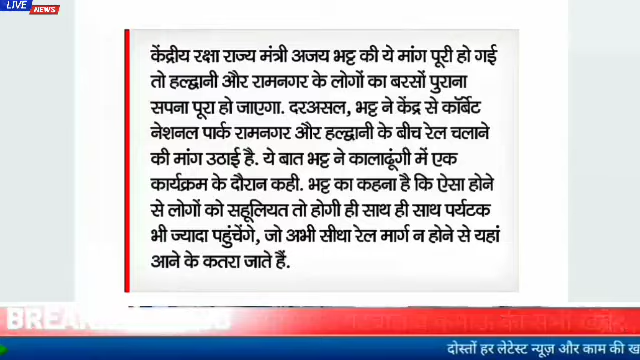 LIVE
NEWS
केंद्रीय रक्षा राज्य मंत्री अजय भट्ट की ये मांग पूरी हो गई
तो हल्द्वानी और रामनगर के लोगों का बरसों पुराना
सपना पूरा हो जाएगा. दरअसल, भट्ट ने केंद्र से कॉर्बेट
नेशनल पार्क रामनगर और हल्द्वानी के बीच रेल चलाने
की मांग उठाई है. ये बात भट्ट ने कालाढूंगी में एक
कार्यक्रम के दौरान कही. भट्ट का कहना है कि ऐसा होने
से लोगों को सहूलियत तो होगी ही साथ ही साथ पर्यटक
भी ज्यादा पहुंचेंगे, जो अभी सीधा रेल मार्ग न होने से यहां
आने के कतरा जाते हैं.
दोस्तों हर लेटेस्ट न्यूज़ और काम की ख